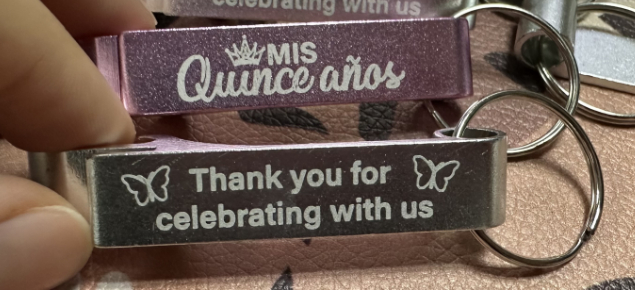 celebrating with us
MIS
Quince años
Thank you for
celebrating with us